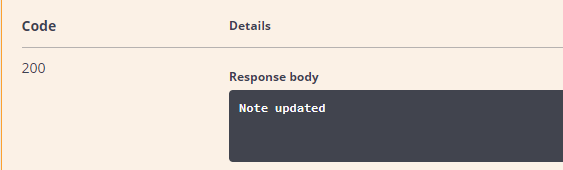 Code Details
200
Response body
Note updated